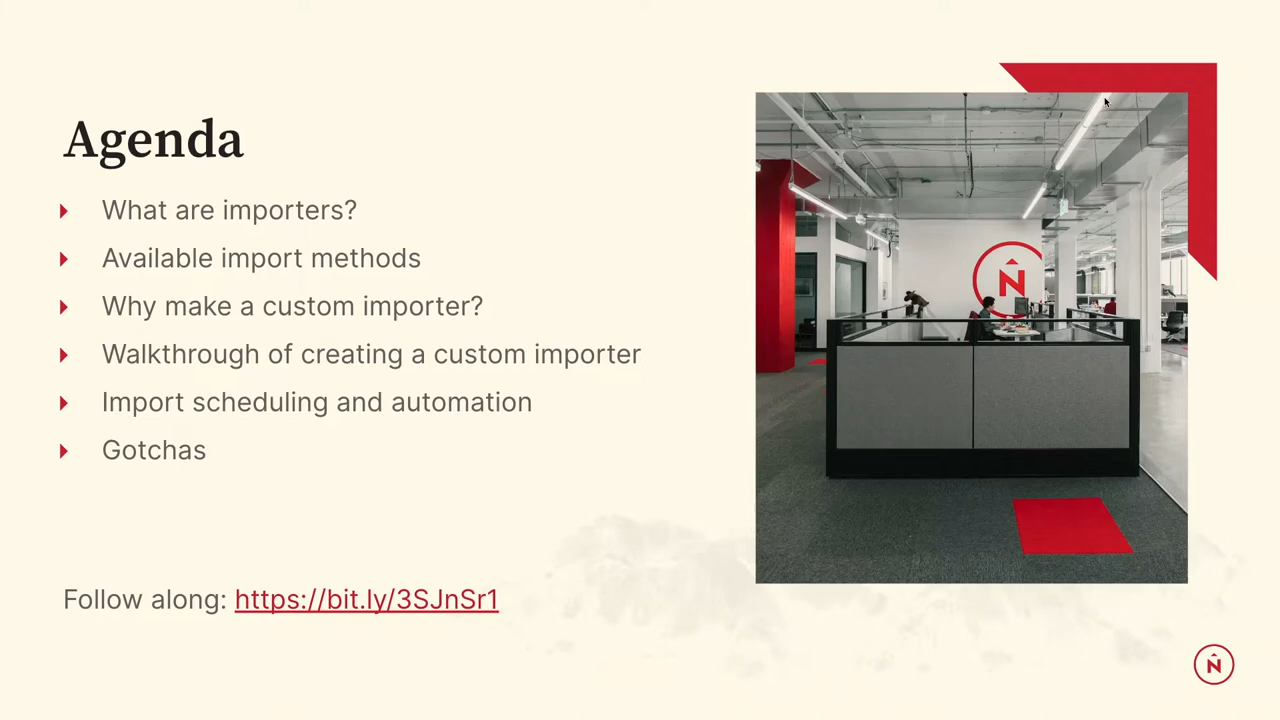 Agenda
What are importers?
Available import methods
Why make a custom importer?
Walkthrough of creating a custom importer
Import scheduling and automation
Gotchas
Follow along: https://bit.ly/3SJnSr1
N
N